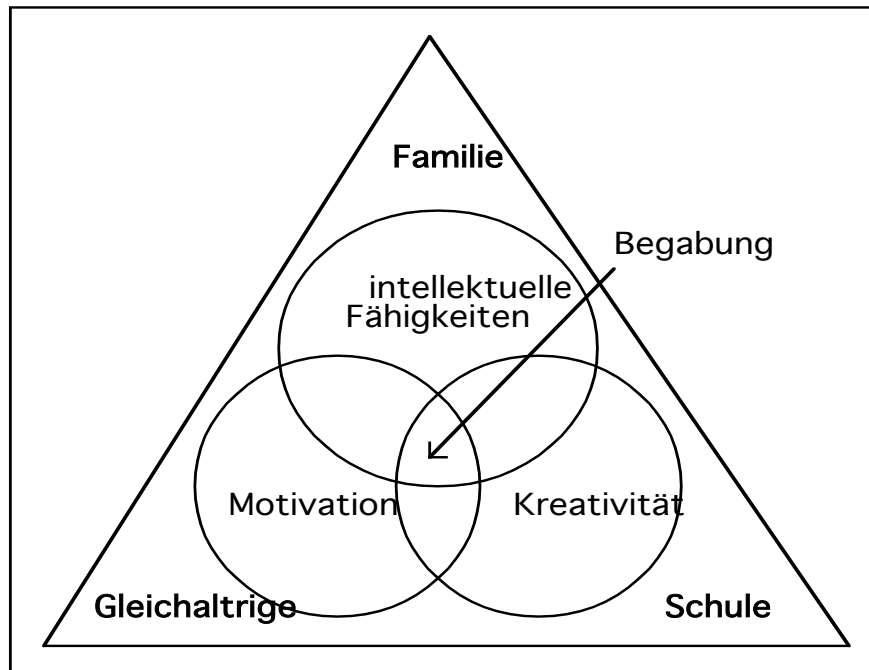 Familie
Begabung
intellektuelle
Fähigkeiten
Motivation
Kreativität
Gleichaltrige
Schule